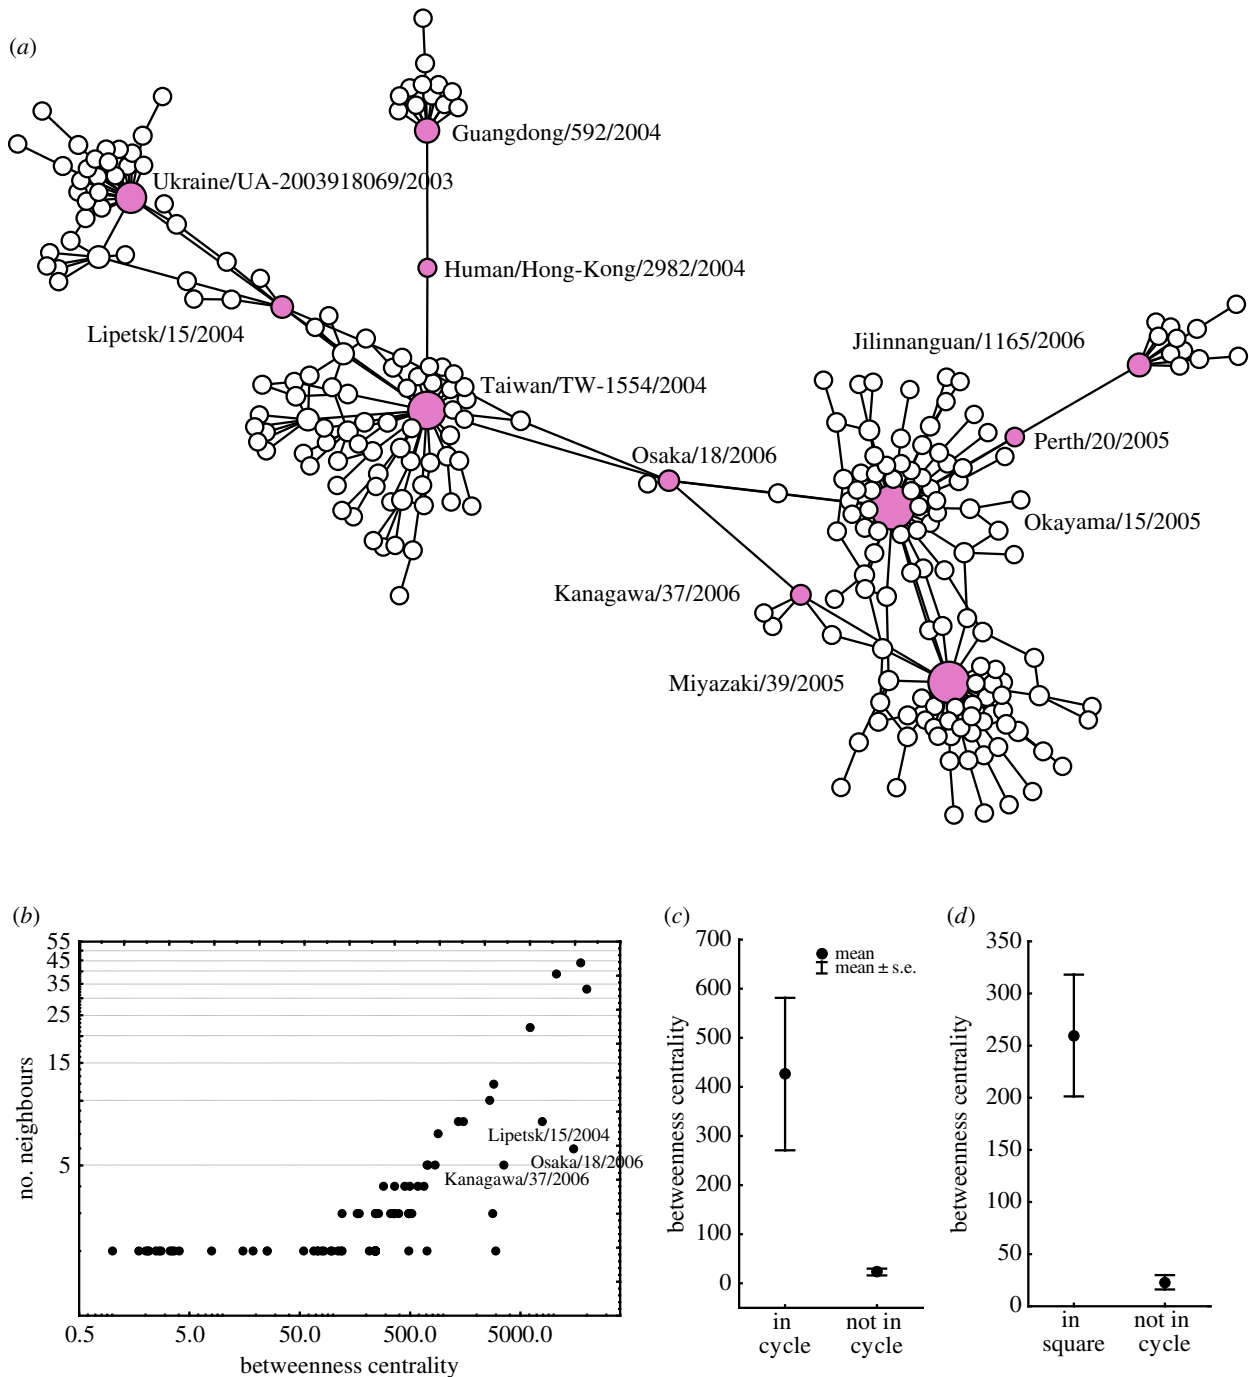 (a)
Guangdong/592/2004
Ukraine/UA-2003918069/2003
Human/Hong-Kong/2982/2004
Lipetsk/15/2004
Jilinnanguan/1165/2006
Taiwan/TW-1554/2004
Perth/20/2005
Osaka/18/2006
Okayama/15/2005
Kanagawa/37/2006
Miyazaki/39/2005
(b)
55
45
35
25
15
5
no. neighbours
Lipetsk/15/2004
Osaka/18/2006
Kanagawa/37/2006
0.5 5.0 50.0 500.0 5000.0
betweenness centrality
(c)
700
600
500
400
300
200
100
0
betweenness centrality
mean
mean ± s.e.
in cycle
not in cycle
(d)
350
300
250
200
150
100
50
0
betweenness centrality
in square
not in cycle